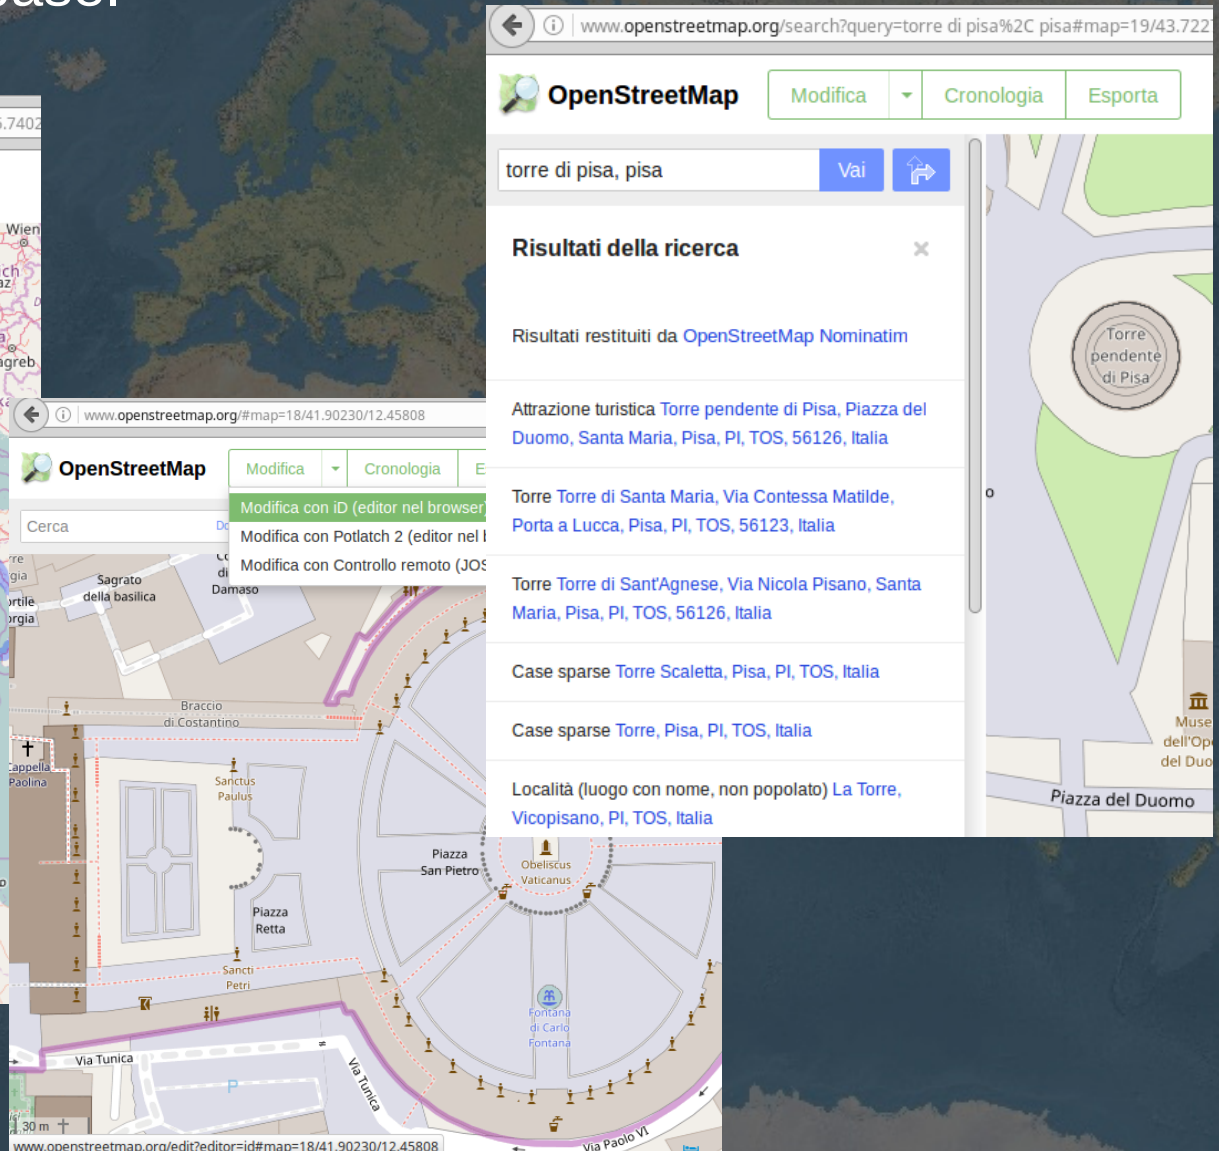 5.7402
Wien
agreb
www.openstreetmap.org/search?query=torre di pisa%2C pisa#map=19/43.722
OpenStreetMap
Modifica
Cronologia
Esporta
torre di pisa, pisa
Vai
Risultati della ricerca
×
Risultati restituiti da OpenStreetMap Nominatim
Attrazione turistica Torre pendente di Pisa, Piazza del
Duomo, Santa Maria, Pisa, PI, TOS, 56126, Italia
Torre Torre di Santa Maria, Via Contessa Matilde,
Porta a Lucca, Pisa, PI, TOS, 56123, Italia
Torre Torre di Sant'Agnese, Via Nicola Pisano, Santa
Maria, Pisa, PI, TOS, 56126, Italia
Case sparse Torre Scaletta, Pisa, PI, TOS, Italia
Case sparse Torre, Pisa, PI, TOS, Italia
Località (luogo con nome, non popolato) La Torre,
Vicopisano, PI, TOS, Italia
Torre
pendente
di Pisa
Muse
dell'Op
del Duo
Piazza del Duomo
www.openstreetmap.org/#map=18/41.90230/12.45808
OpenStreetMap
Modifica
Cronologia
E
Cerca
Modifica con iD (editor nel browser)
Modifica con Potlatch 2 (editor nel b
Modifica con Controllo remoto (JOS
Sagrato
della basilica
di
Damaso
ortile
orgia
Braccio
di Costantino
Cappella
Paolina
Sanctus
Paulus
Piazza
San Pietro
Obeliscus
Vaticanus
Piazza
Retta
Sancti
Petri
Fontana
di Carlo
Fontana
Via Tunica
P
Via Tunica
Via Paolo VI
30 m
www.openstreetmap.org/edit?editor=id#map=18/41.90230/12.45808